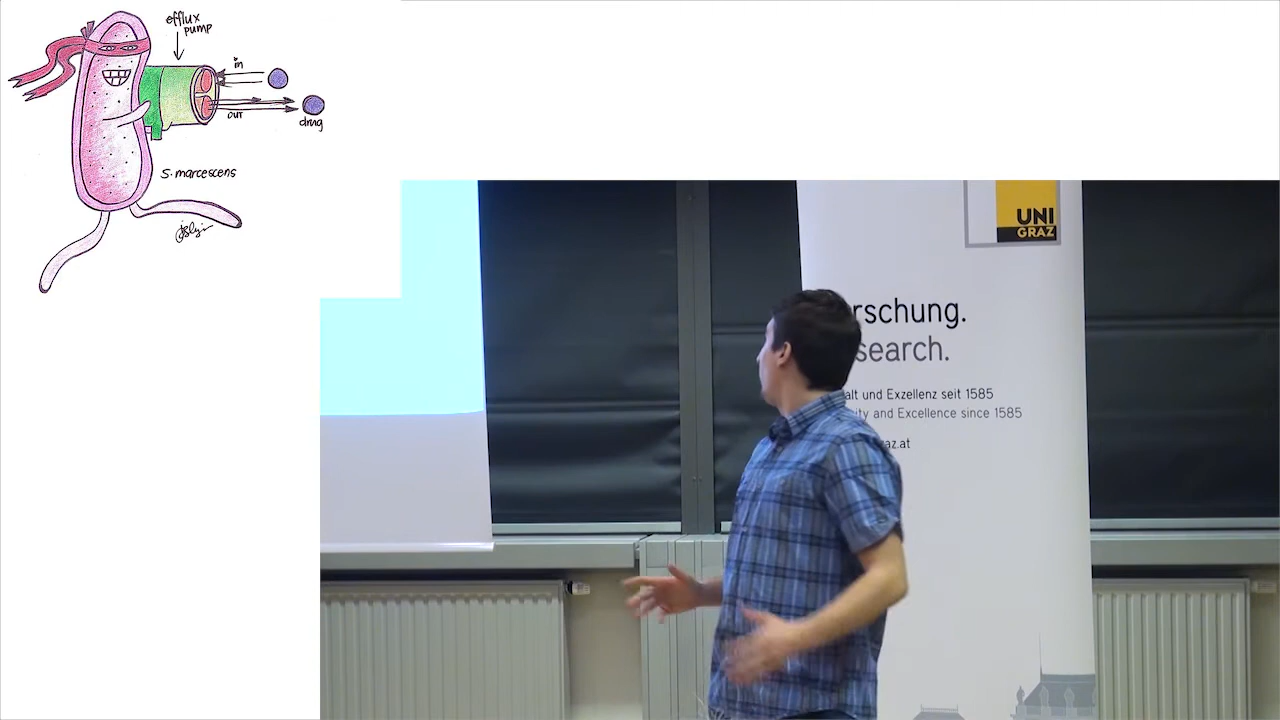 efflux
pump
in
out
drug
S. marcescens
UNI
GRAZ
rschung.
search.
alt und Exzellenz seit 1585
ity and Excellence since 1585
az.at